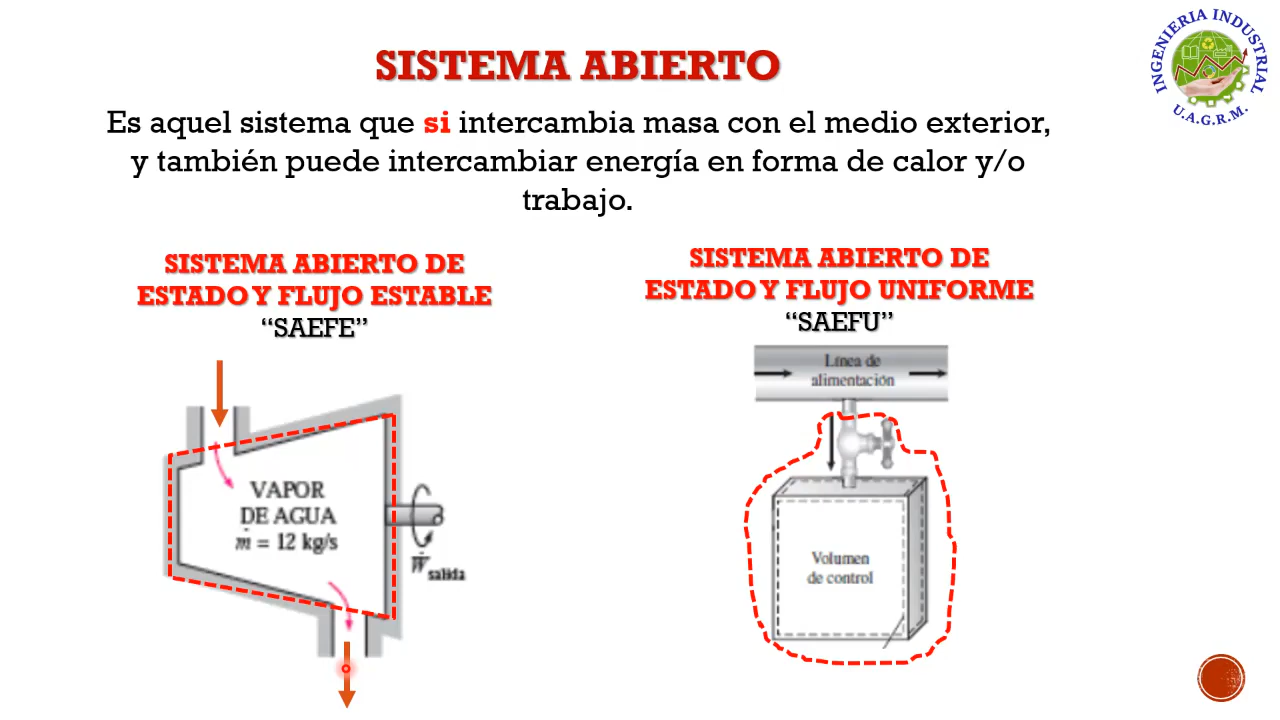 SISTEMA ABIERTO
Es aquel sistema que si intercambia masa con el medio exterior,
y también puede intercambiar energía en forma de calor y/o
trabajo.
SISTEMA ABIERTO DE
ESTADO Y FLUJO ESTABLE
“SAEFE”
VAPOR
DE AGUA
ṁ = 12 kg/s
Ẇsalida
SISTEMA ABIERTO DE
ESTADO Y FLUJO UNIFORME
“SAEFU”
Línea de
alimentación
Volumen
de control
INGENIERIA INDUSTRIAL
U.A.G.R.M.